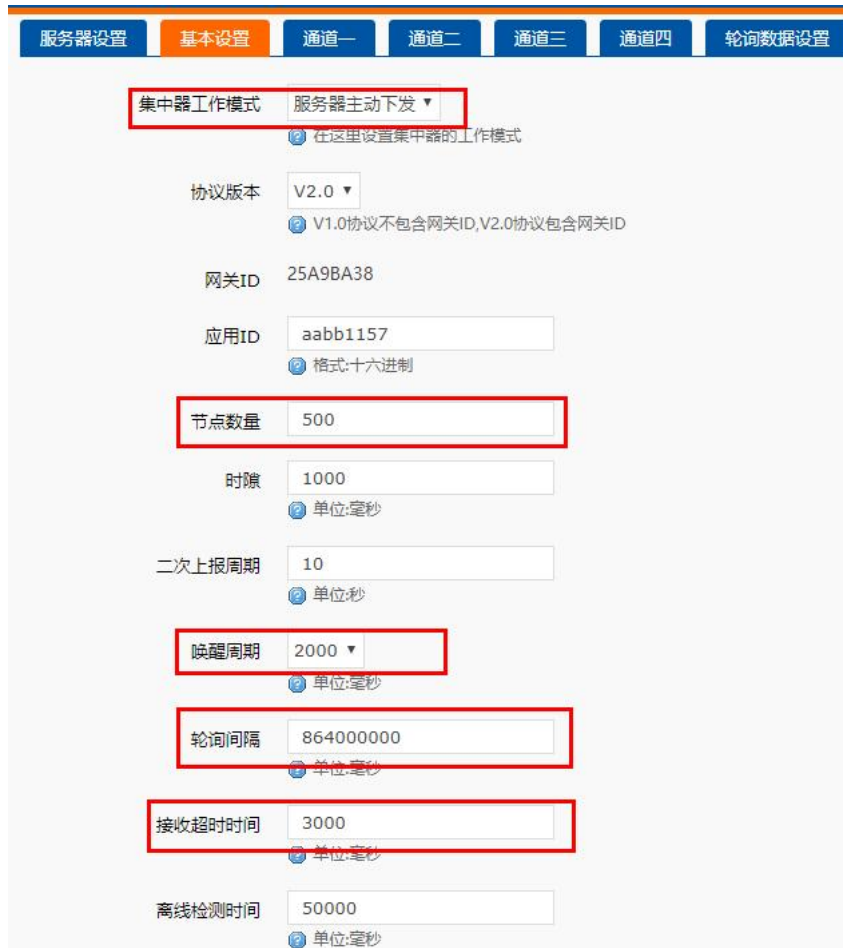 服务器设置 基本设置 通道一 通道二 通道三 通道四 轮询数据设置
集中器工作模式 服务器主动下发
在这里设置集中器的工作模式
协议版本 V2.0
V1.0协议不包含网关ID,V2.0协议包含网关ID
网关ID 25A9BA38
应用ID aabb1157
格式:十六进制
节点数量 500
时隙 1000
单位:毫秒
二次上报周期 10
单位:秒
唤醒周期 2000
单位:毫秒
轮询间隔 864000000
单位:毫秒
接收超时时间 3000
单位:毫秒
离线检测时间 50000
单位:毫秒